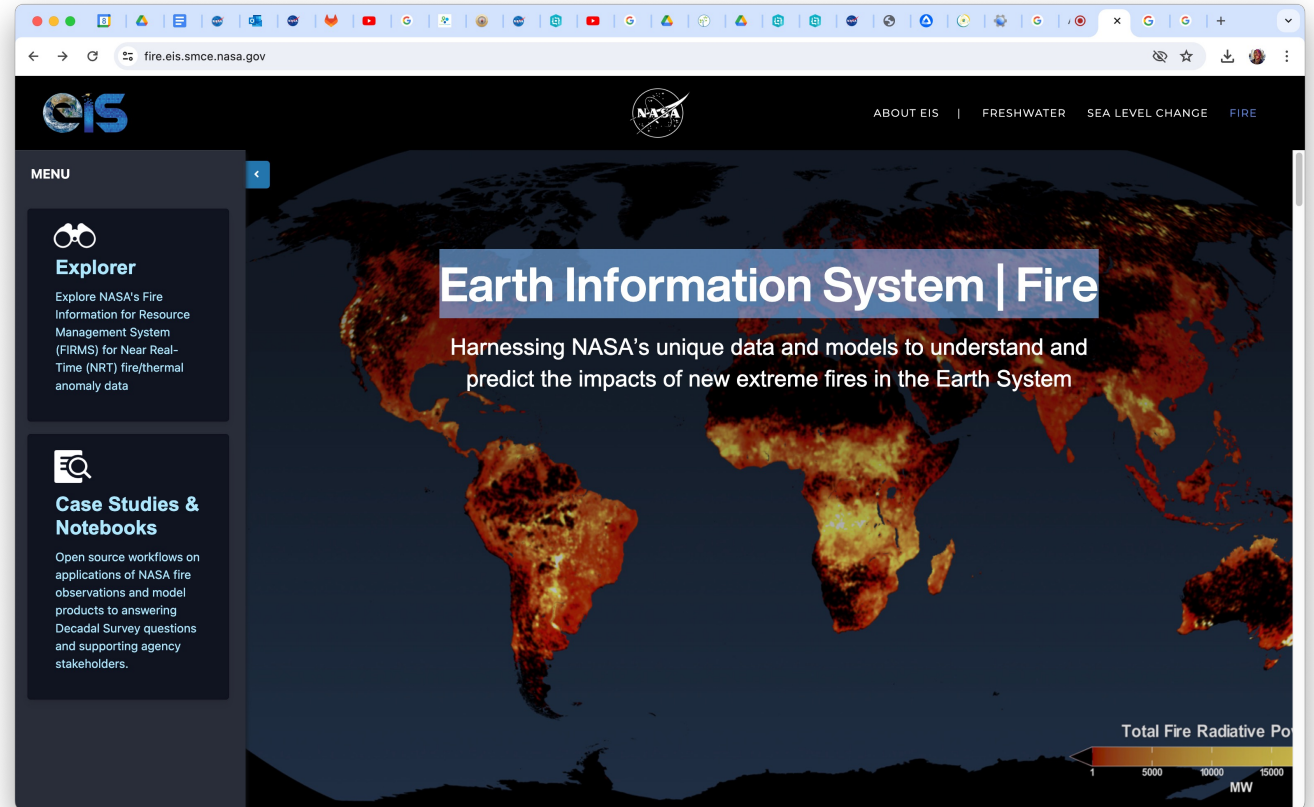 fire.eis.smce.nasa.gov
eis
NASA
ABOUT EIS | FRESHWATER SEA LEVEL CHANGE FIRE
MENU
Explorer
Explore NASA's Fire
Information for Resource
Management System
(FIRMS) for Near Real-
Time (NRT) fire/thermal
anomaly data
Case Studies &
Notebooks
Open source workflows on
applications of NASA fire
observations and model
products to answering
Decadal Survey questions
and supporting agency
stakeholders.
Earth Information System | Fire
Harnessing NASA’s unique data and models to understand and
predict the impacts of new extreme fires in the Earth System
Total Fire Radiative Po
1 5000 10000 15000
MW